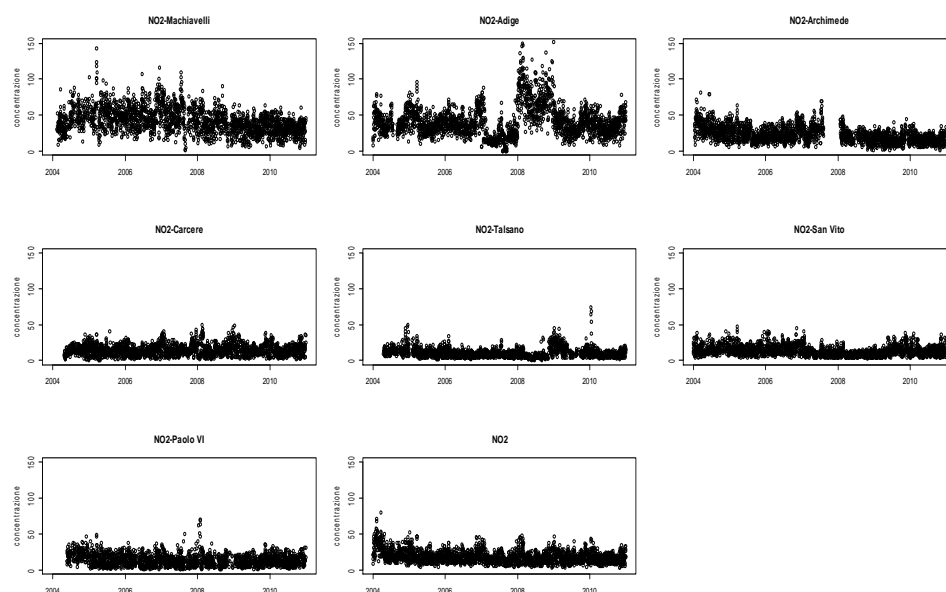 NO2-Machiavelli
NO2-Adige
NO2-Archimede
concentrazione
0 50 100 150
2004 2006 2008 2010
concentrazione
0 50 100 150
2004 2006 2008 2010
concentrazione
0 50 100 150
2004 2006 2008 2010
NO2-Carcere
NO2-Talsano
NO2-San Vito
concentrazione
0 50 100 150
2004 2006 2008 2010
concentrazione
0 50 100 150
2004 2006 2008 2010
concentrazione
0 50 100 150
2004 2006 2008 2010
NO2-Paolo VI
NO2
concentrazione
0 50 100 150
2004 2006 2008 2010
concentrazione
0 50 100 150
2004 2006 2008 2010